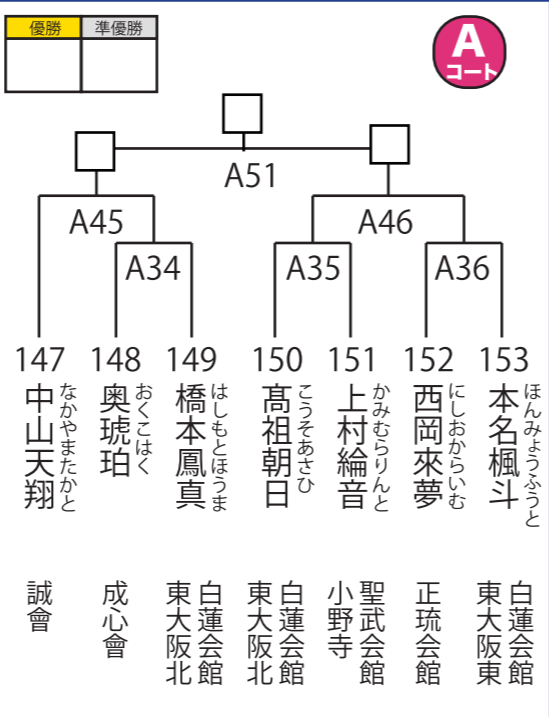 優勝 準優勝
A
コート
A51
A45 A46
A34 A35 A36
147 148 149 150 151 152 153
中山天翔
なかやまたかと
誠會
奥琥珀
おくこはく
成心會
橋本鳳真
はしもとほうま
白蓮会館
東大阪北
髙祖朝日
こうそあさひ
白蓮会館
東大阪北
上村綸音
かみむらりんと
聖武会館
小野寺
西岡來夢
にしおからいむ
正琉会館
本名楓斗
ほんみょうふうと
白蓮会館
東大阪東